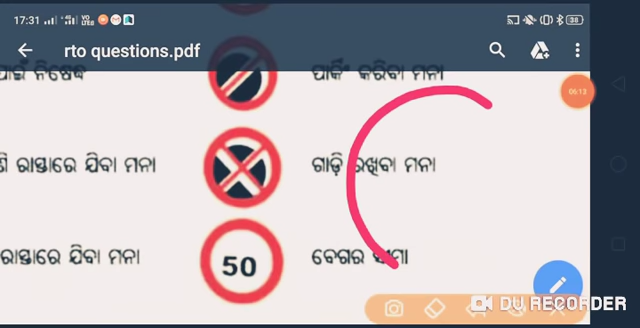 17:31
rto questions.pdf
ପାଇଁ ନିଷେଦ୍ଧ
ପାର୍କିଂ କରିବା ମନା
06:13
ରାସ୍ତାରେ ଯିବା ମନା
ଗାଡ଼ି ରଖିବା ମନା
ରାସ୍ତାରେ ଯିବା ମନା
50
ବେଗର ସୀମା
DU RECORDER